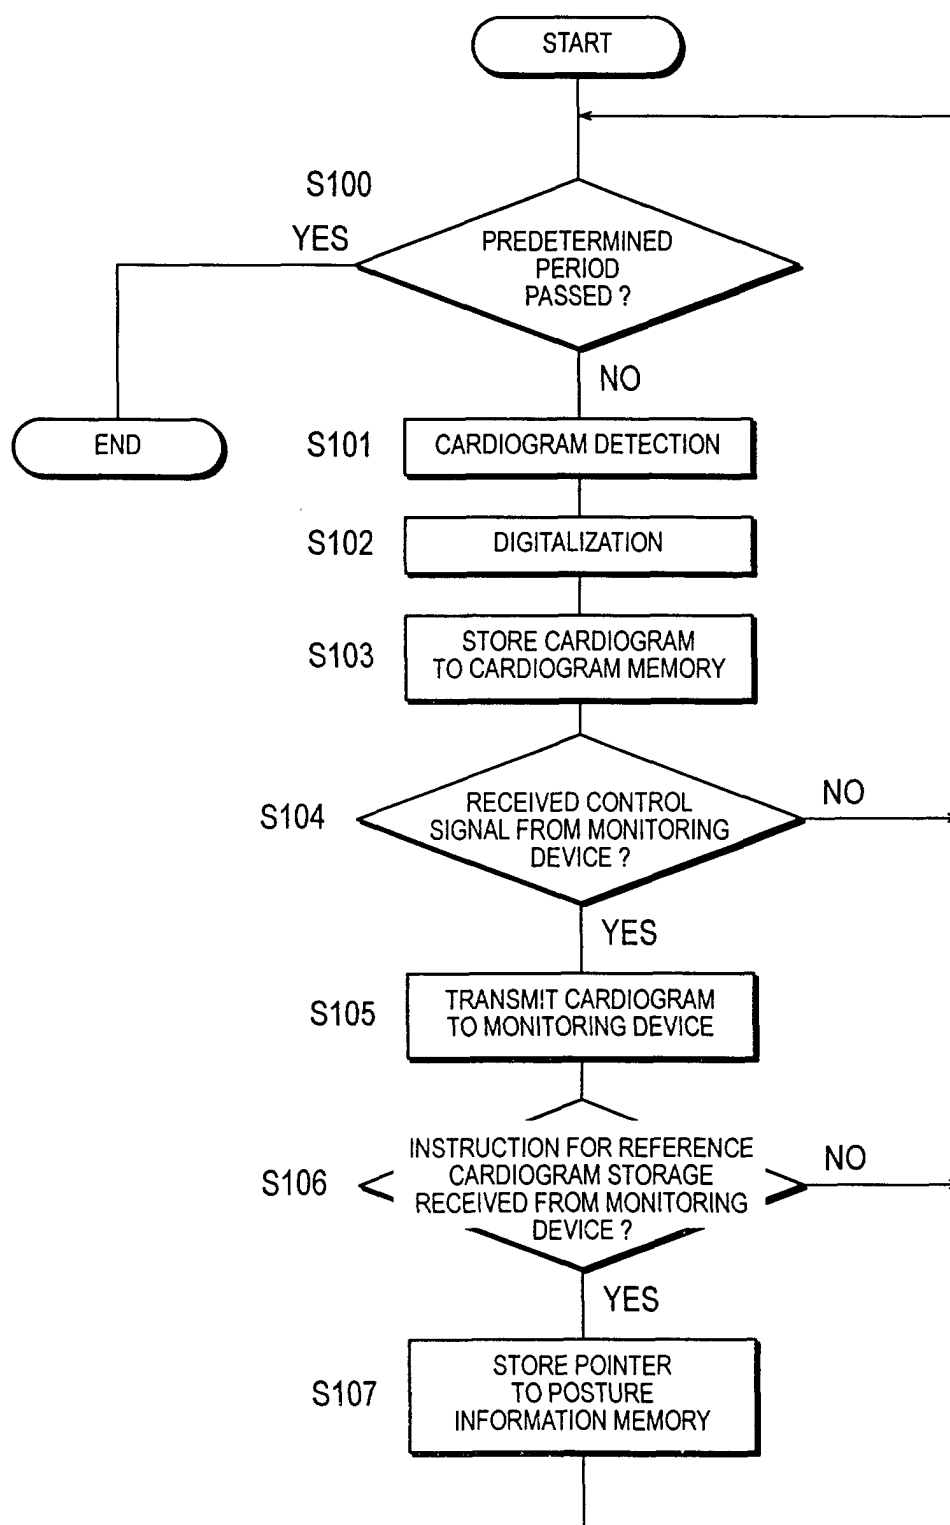 START
S100
YES
PREDETERMINED
PERIOD
PASSED ?
NO
END
S101
CARDIOGRAM DETECTION
S102
DIGITALIZATION
S103
STORE CARDIOGRAM
TO CARDIOGRAM MEMORY
S104
RECEIVED CONTROL
SIGNAL FROM MONITORING
DEVICE ?
NO
YES
S105
TRANSMIT CARDIOGRAM
TO MONITORING DEVICE
S106
INSTRUCTION FOR REFERENCE
CARDIOGRAM STORAGE
RECEIVED FROM MONITORING
DEVICE ?
NO
YES
S107
STORE POINTER
TO POSTURE
INFORMATION MEMORY